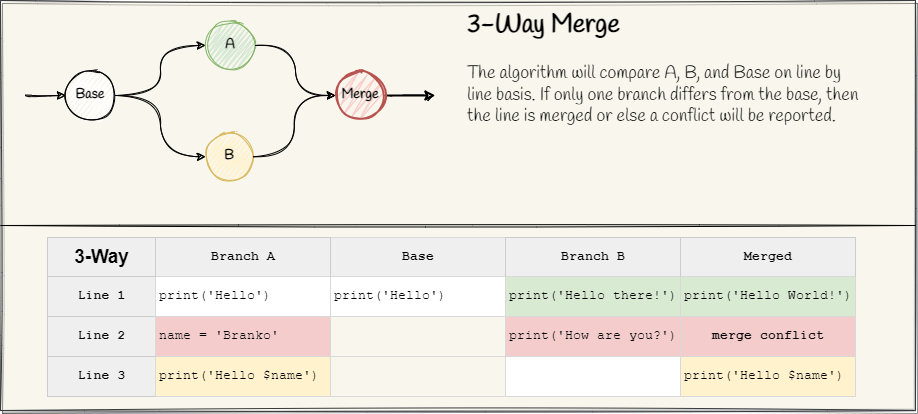 3-Way Merge
A
Base
Merge
B
The algorithm will compare A, B, and Base on line by
line basis. If only one branch differs from the base, then
the line is merged or else a conflict will be reported.
3-Way Branch A Base Branch B Merged
Line 1 print('Hello') print('Hello') print('Hello there!') print('Hello World!')
Line 2 name = 'Branko' print('How are you?') merge conflict
Line 3 print('Hello $name') print('Hello $name')